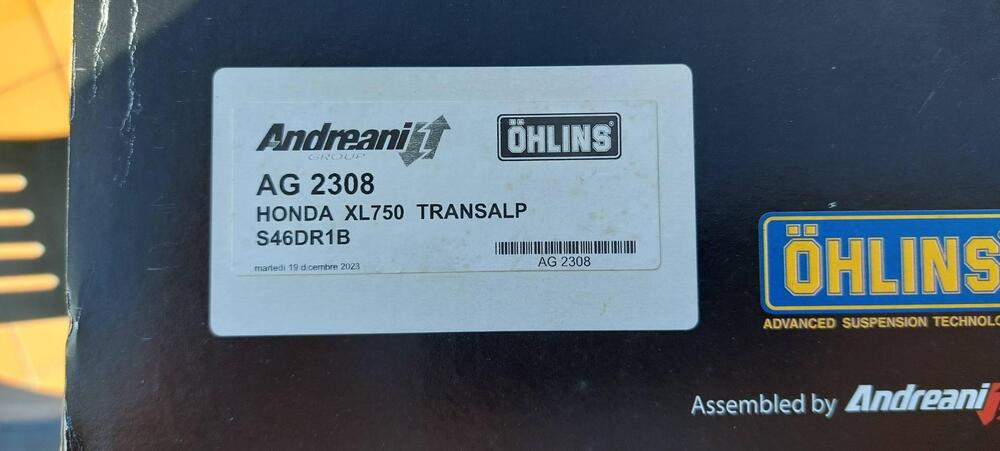 Andreani
GROUP
ÖHLINS
AG 2308
HONDA XL750 TRANSALP
S46DR1B
martedì 19 dicembre 2023
AG 2308
ÖHLINS
ADVANCED SUSPENSION TECHNOLO
Assembled by Andreani